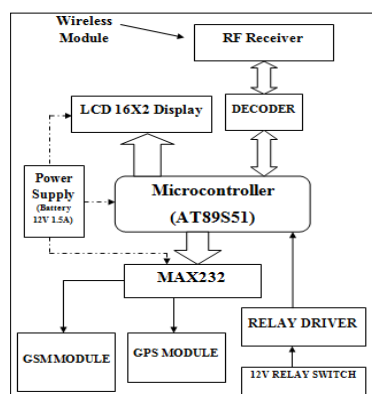 Wireless
Module
RF Receiver
LCD 16X2 Display
DECODER
Power
Supply
(Battery
12V 1.5A)
Microcontroller
(AT89S51)
MAX232
RELAY DRIVER
GSMMODULE
GPS MODULE
12V RELAY SWITCH